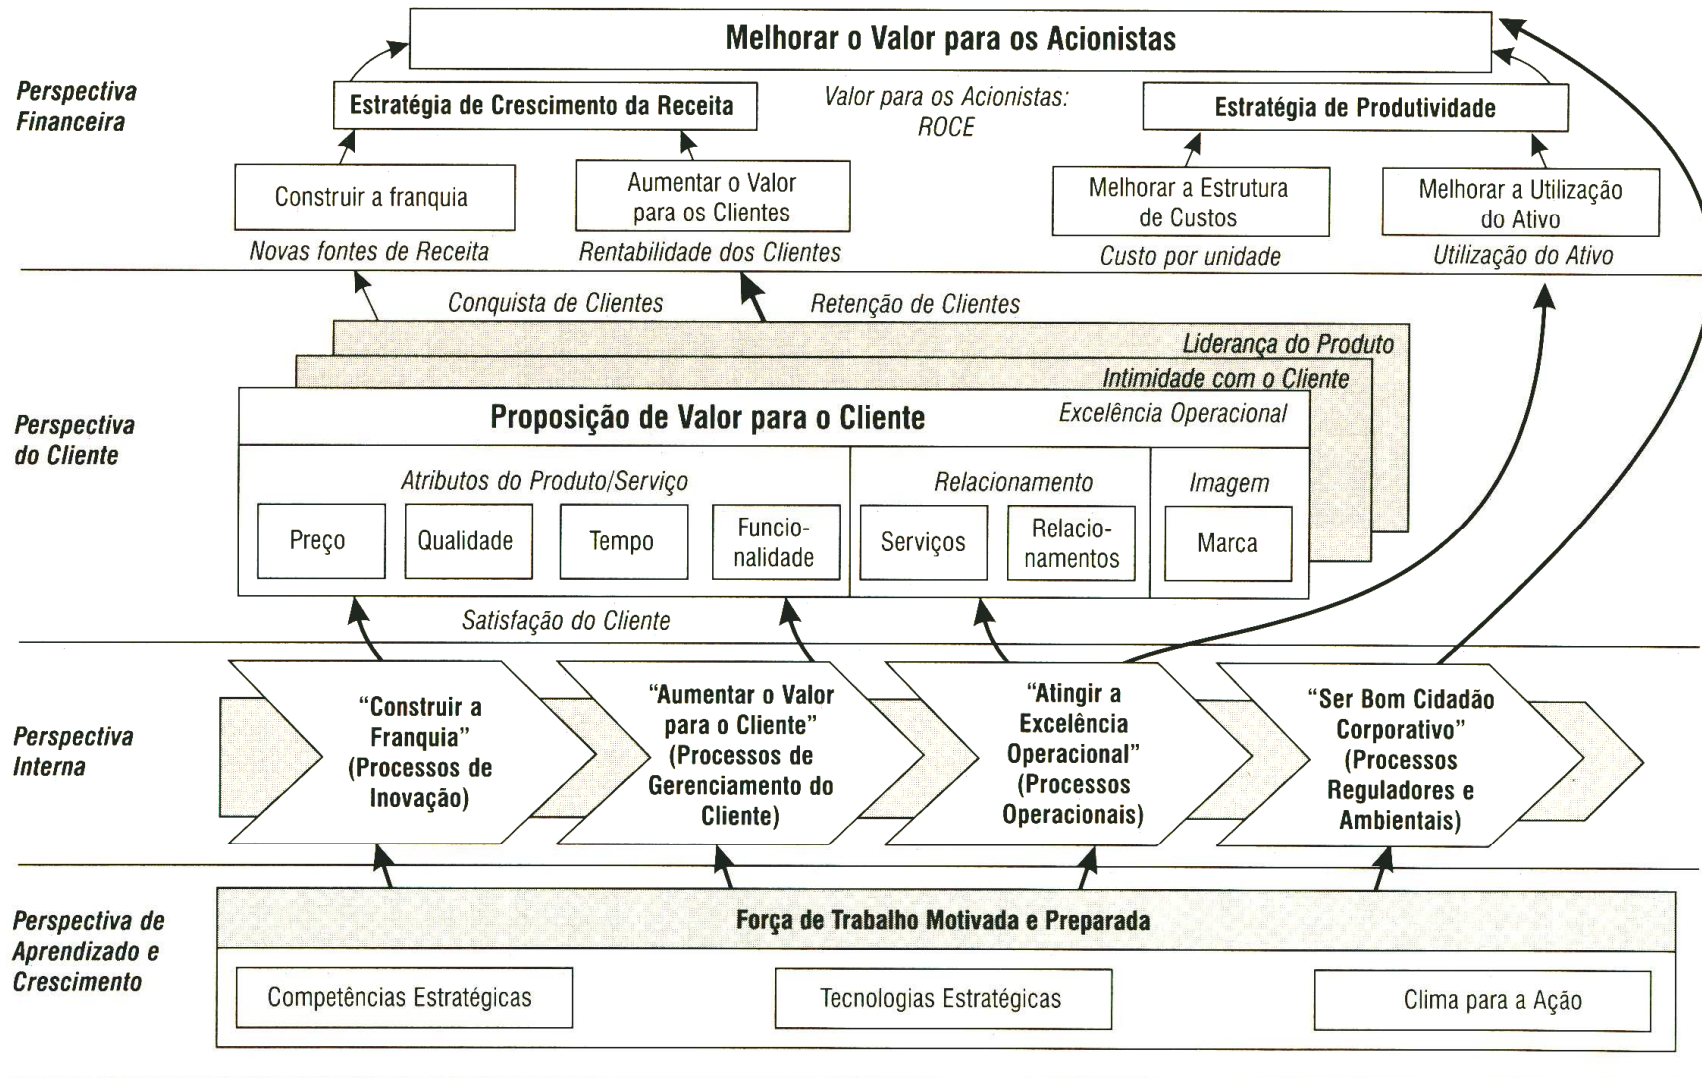 Melhorar o Valor para os Acionistas
Perspectiva
Financeira
Estratégia de Crescimento da Receita
Valor para os Acionistas:
ROCE
Estratégia de Produtividade
Construir a franquia
Aumentar o Valor
para os Clientes
Melhorar a Estrutura
de Custos
Melhorar a Utilização
do Ativo
Novas fontes de Receita
Rentabilidade dos Clientes
Custo por unidade
Utilização do Ativo
Conquista de Clientes
Retenção de Clientes
Liderança do Produto
Intimidade com o Cliente
Perspectiva
do Cliente
Proposição de Valor para o Cliente
Excelência Operacional
Atributos do Produto/Serviço
Relacionamento
Imagem
Preço
Qualidade
Tempo
Funcio-
nalidade
Serviços
Relacio-
namentos
Marca
Satisfação do Cliente
Perspectiva
Interna
“Construir a
Franquia”
(Processos de
Inovação)
“Aumentar o Valor
para o Cliente”
(Processos de
Gerenciamento do
Cliente)
“Atingir a
Excelência
Operacional”
(Processos
Operacionais)
“Ser Bom Cidadão
Corporativo”
(Processos
Reguladores e
Ambientais)
Perspectiva de
Aprendizado e
Crescimento
Força de Trabalho Motivada e Preparada
Competências Estratégicas
Tecnologias Estratégicas
Clima para a Ação